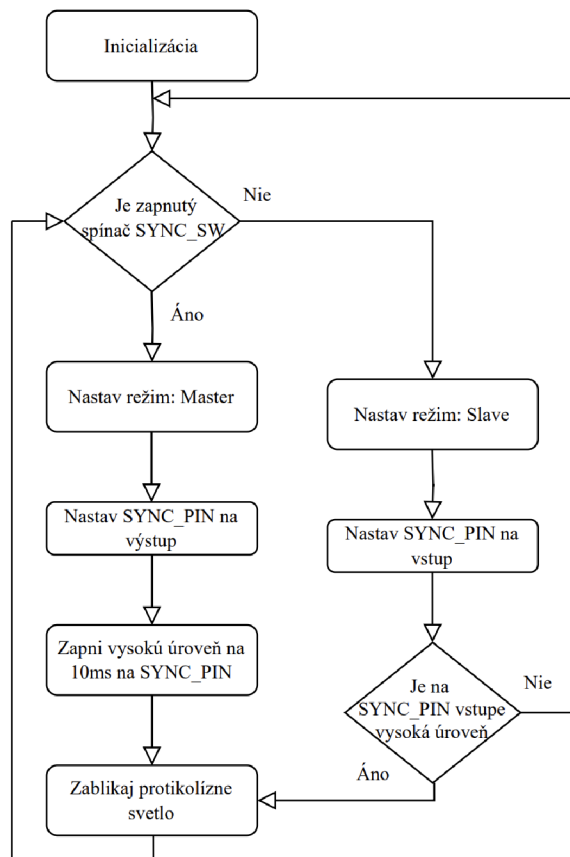 Inicializácia
Je zapnutý
spínač SYNC_SW
Nie
Áno
Nastav režim: Master
Nastav režim: Slave
Nastav SYNC_PIN na
výstup
Nastav SYNC_PIN na
vstup
Zapni vysokú úroveň na
10ms na SYNC_PIN
Je na
SYNC_PIN vstupe
vysoká úroveň
Nie
Áno
Zablikaj protikolízne
svetlo